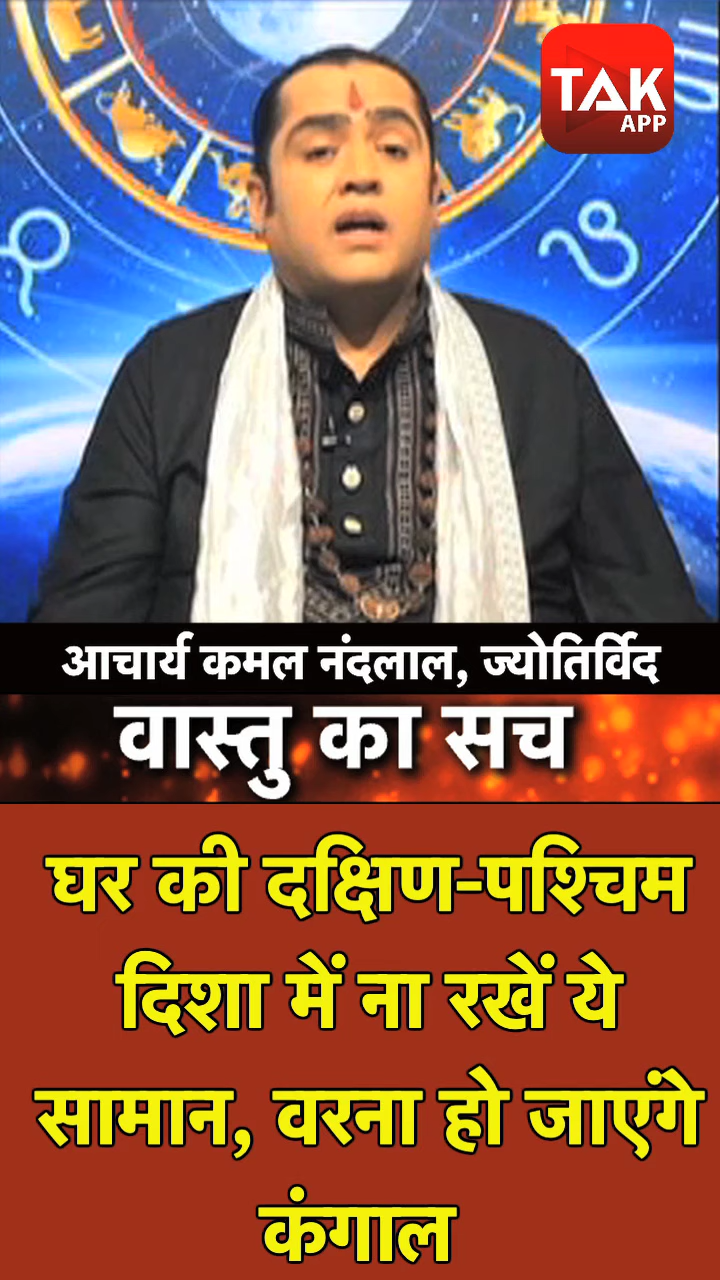 TAK
APP
आचार्य कमल नंदलाल, ज्योतिर्विद
वास्तु का सच
घर की दक्षिण-पश्चिम
दिशा में ना रखें ये
सामान, वरना हो जाएंगे
कंगाल